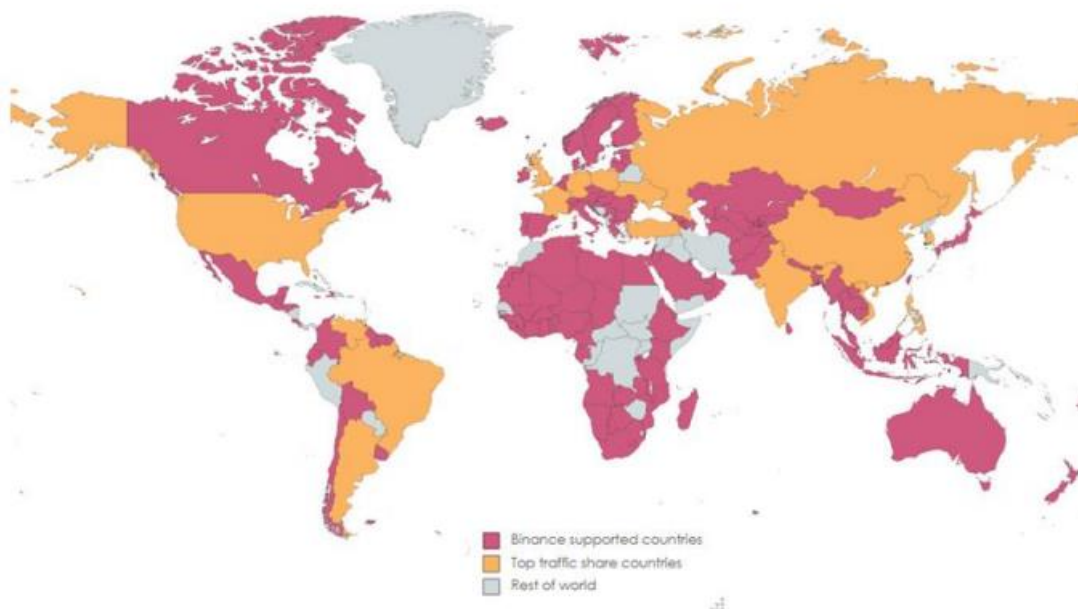 Binance supported countries
Top traffic share countries
Rest of world